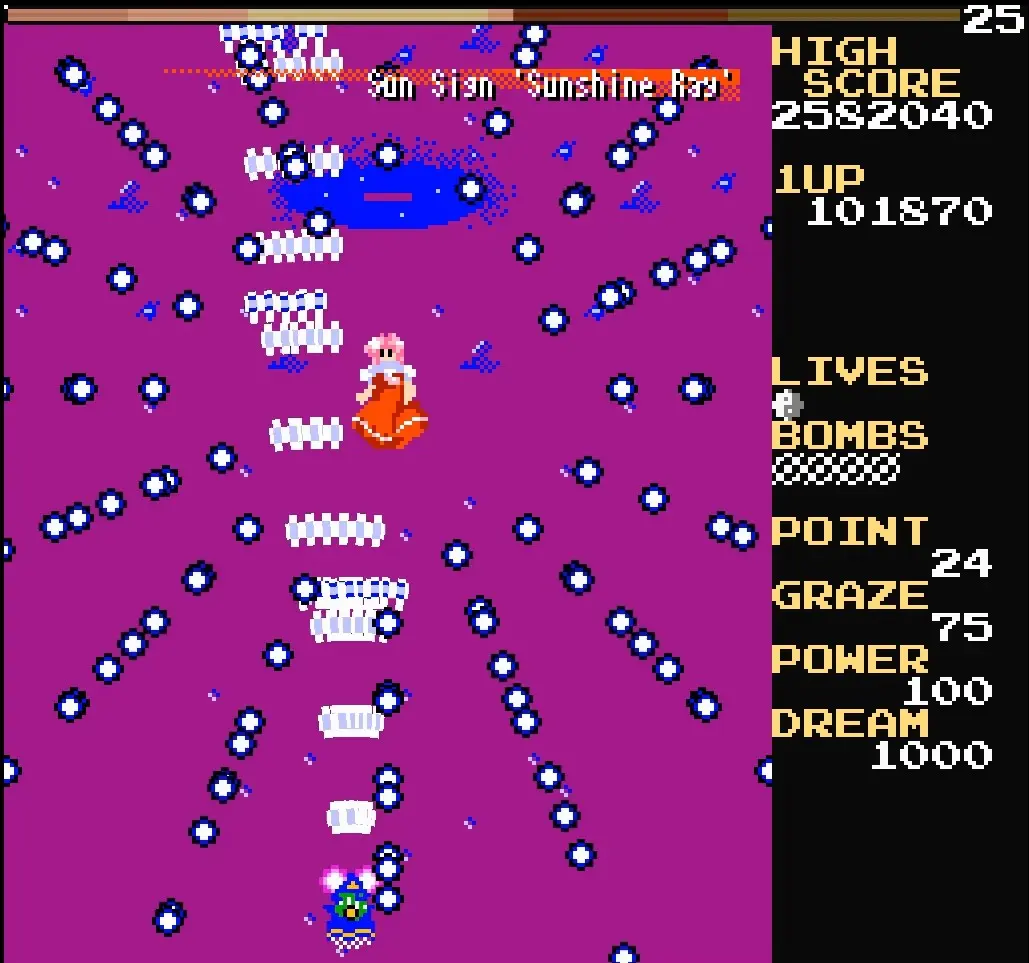 25
Sun Sign 'Sunshine Ray'
HIGH
SCORE
2582040
1UP
101870
LIVES
BOMBS
POINT
24
GRAZE
75
POWER
100
DREAM
1000